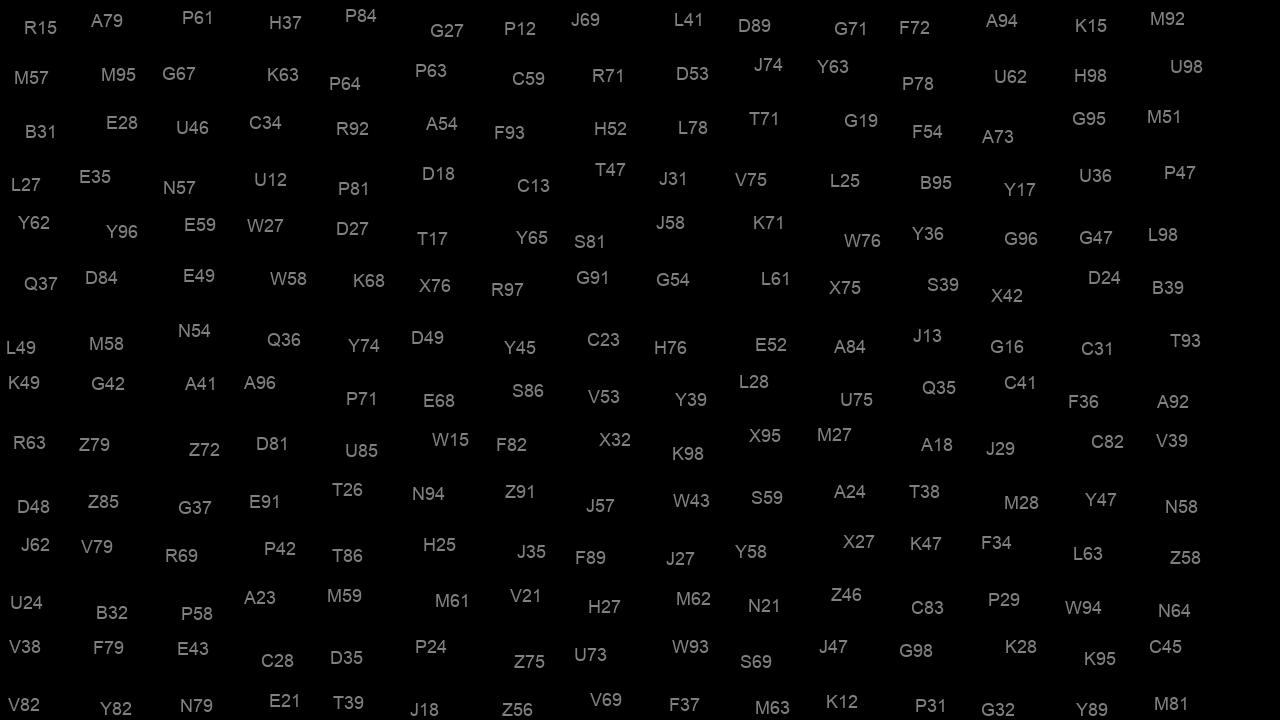 R15 A79 P61 H37 P84 G27 P12 J69 L41 D89 G71 F72 A94 K15 M92
M57 M95 G67 K63 P64 P63 C59 R71 D53 J74 Y63 P78 U62 H98 U98
B31 E28 U46 C34 R92 A54 F93 H52 L78 T71 G19 F54 A73 G95 M51
L27 E35 N57 U12 P81 D18 C13 T47 J31 V75 L25 B95 Y17 U36 P47
Y62 Y96 E59 W27 D27 T17 Y65 S81 J58 K71 W76 Y36 G96 G47 L98
Q37 D84 E49 W58 K68 X76 R97 G91 G54 L61 X75 S39 X42 D24 B39
L49 M58 N54 Q36 Y74 D49 Y45 C23 H76 E52 A84 J13 G16 C31 T93
K49 G42 A41 A96 P71 E68 S86 V53 Y39 L28 U75 Q35 C41 F36 A92
R63 Z79 Z72 D81 U85 W15 F82 X32 K98 X95 M27 A18 J29 C82 V39
D48 Z85 G37 E91 T26 N94 Z91 J57 W43 S59 A24 T38 M28 Y47 N58
J62 V79 R69 P42 T86 H25 J35 F89 J27 Y58 X27 K47 F34 L63 Z58
U24 B32 P58 A23 M59 M61 V21 H27 M62 N21 Z46 C83 P29 W94 N64
V38 F79 E43 C28 D35 P24 Z75 U73 W93 S69 J47 G98 K28 K95 C45
V82 Y82 N79 E21 T39 J18 Z56 V69 F37 M63 K12 P31 G32 Y89 M81